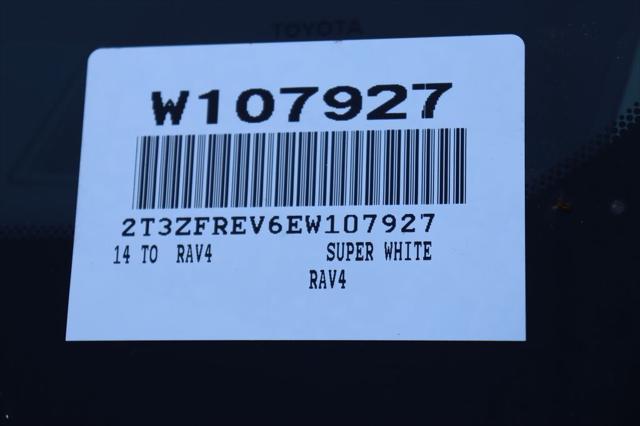 TOYOTA
W107927
2T3ZFREV6EW107927
14 TO RAV4 SUPER WHITE
RAV4